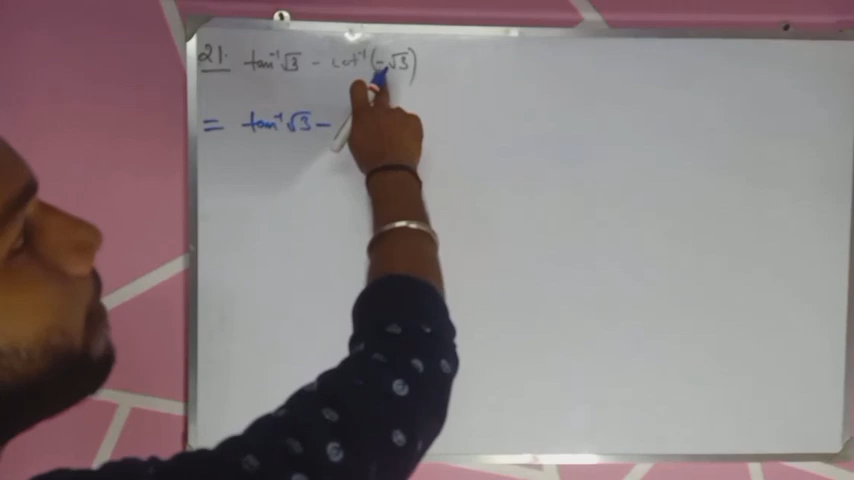 21. tan⁻¹√3 - cot⁻¹(-√3)
= tan⁻¹√3 -